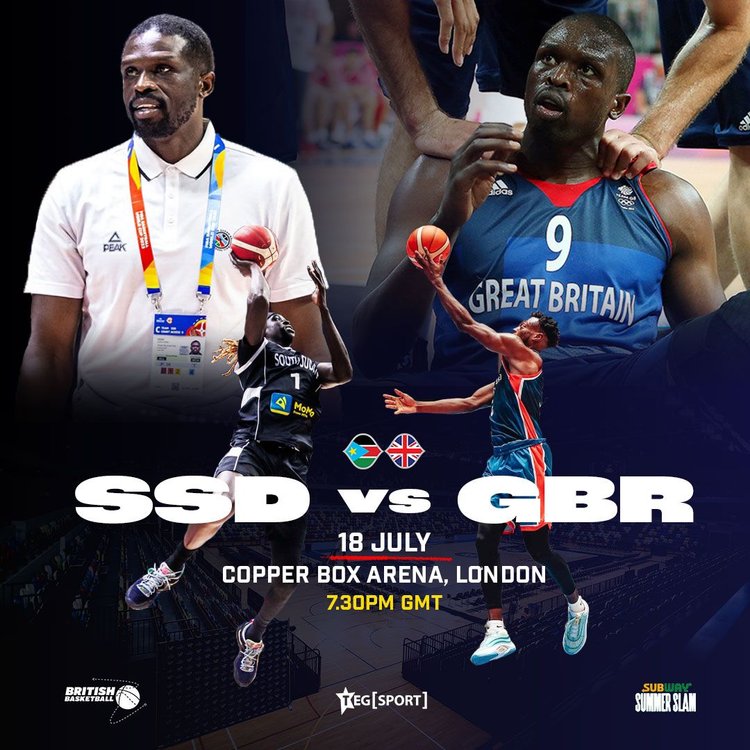 PEAK
adidas
9
GREAT BRITAIN
SOUTH SUDAN
1
MoMo
SSD vs GBR
18 JULY
COPPER BOX ARENA, LONDON
7.30PM GMT
BRITISH
BASKETBALL
TEG[SPORT]
SUBWAY
SUMMER SLAM